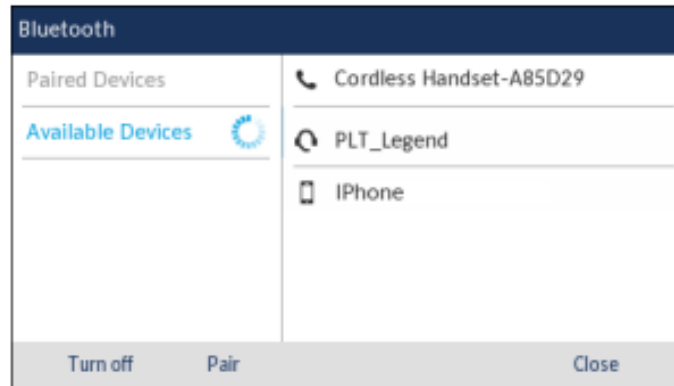 Bluetooth
Paired Devices
Available Devices
Cordless Handset-A85D29
PLT_Legend
IPhone
Turn off Pair Close